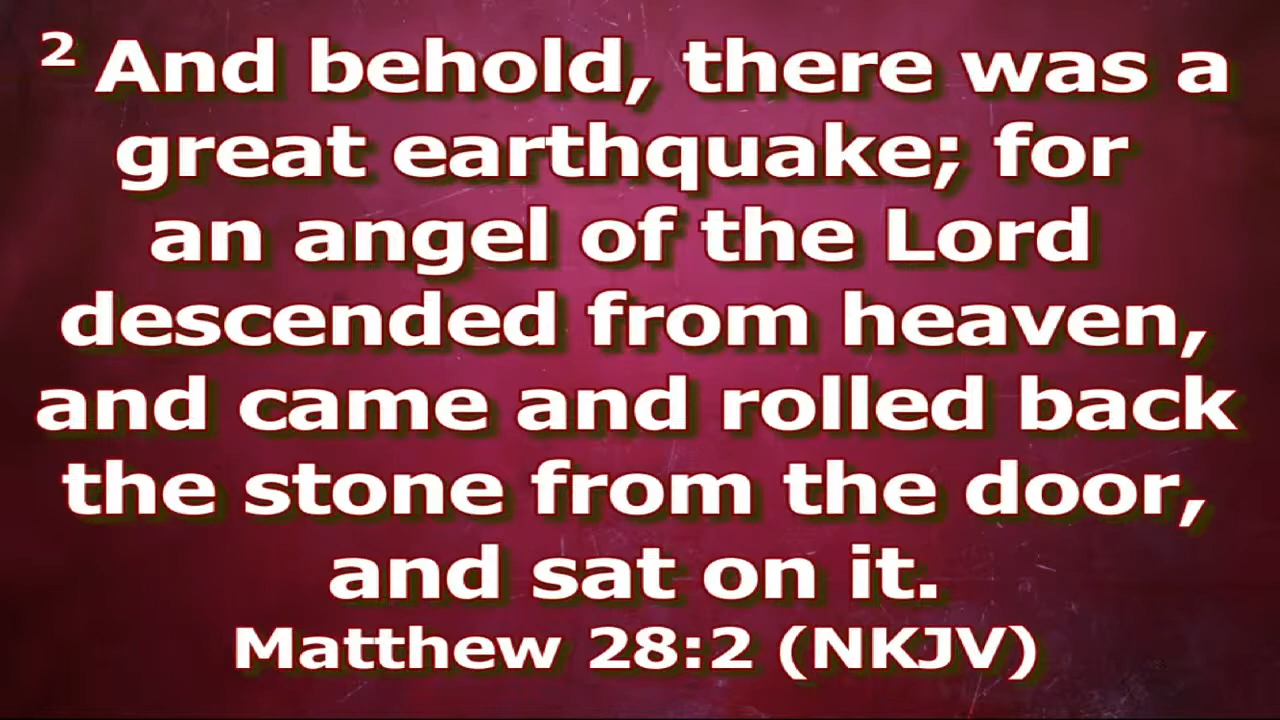 ² And behold, there was a
great earthquake; for
an angel of the Lord
descended from heaven,
and came and rolled back
the stone from the door,
and sat on it.
Matthew 28:2 (NKJV)